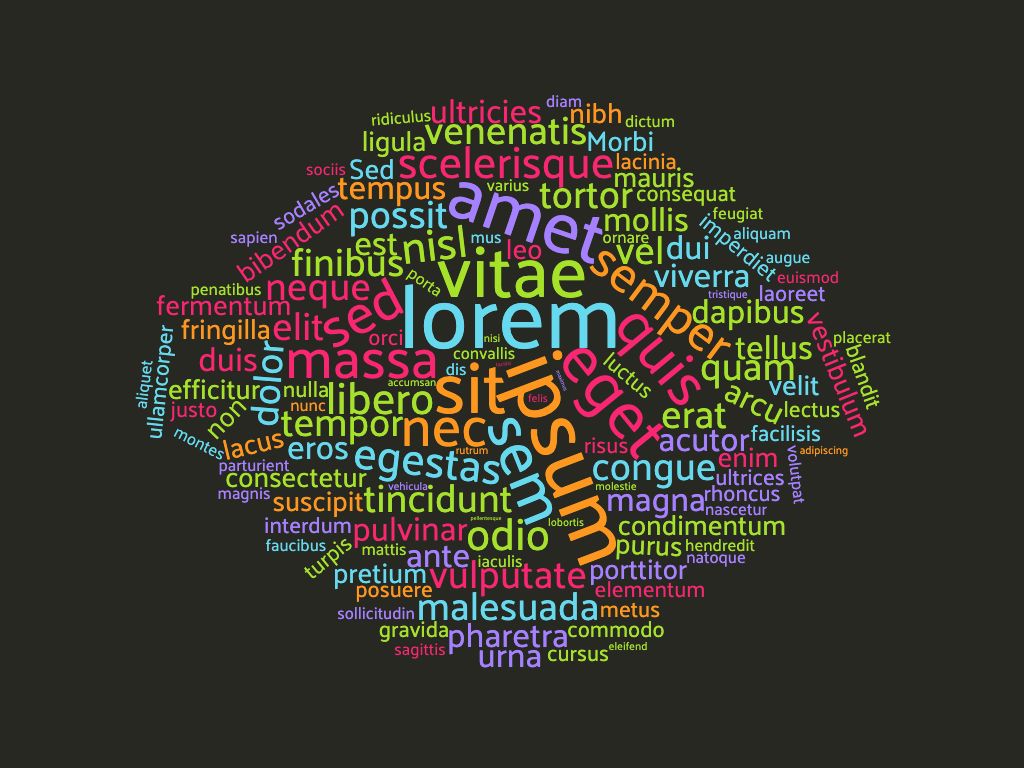 diam
ultricies
nibh
ridiculus
dictum
venenatis
ligula
Morbi
scelerisque
lacinia
sociis
Sed
mauris
tempus
varius
tortor
consequat
sodales
amet
possit
mollis
feugiat
bibendum
imperdiet
aliquam
sapien
est
nisl
mus
leo
ornare
vel
dui
augue
finibus
vitae
semper
viverra
euismod
porta
penatibus
neque
tristique
laoreet
fermentum
sed
lorem
quis
dapibus
vestibulum
fringilla
elit
orci
nisi
placerat
convallis
tellus
ullamcorper
duis
massa
luctus
quam
blandit
aliquet
dolor
dis
ipsum
eget
velit
efficitur
nulla
accumsan
sit
felis
arcu
justo
non
nunc
libero
erat
lectus
tempor
nec
sem
acutor
facilisis
montes
lacus
eros
rutrum
risus
enim
adipiscing
parturient
egestas
congue
volutpat
consectetur
ultrices
magnis
vehicula
molestie
rhoncus
suscipit
tincidunt
magna
nascetur
interdum
pellentesque
lobortis
condimentum
pulvinar
odio
faucibus
turpis
mattis
ante
iaculis
purus
hendredit
natoque
pretium
vulputate
porttitor
posuere
elementum
sollicitudin
malesuada
metus
gravida
pharetra
commodo
sagittis
urna
cursus
eleifend